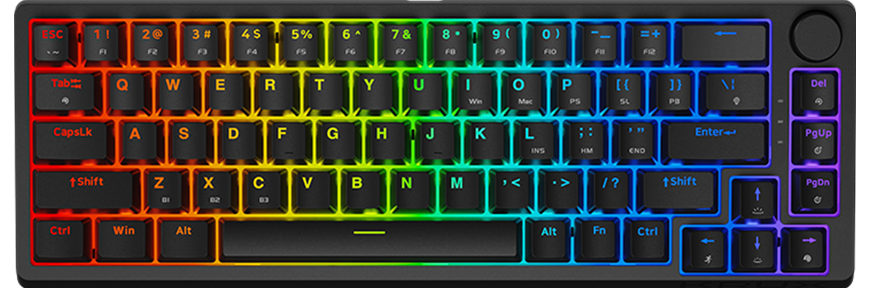 ESC 1 ! 2 @ 3 # 4 $ 5 % 6 ^ 7 & 8 * 9 ( 0 ) - _ = +
` ~ F1 F2 F3 F4 F5 F6 F7 F8 F9 F10 F11 F12
Tab Q W E R T Y U I O P [ { ] } \ | Del
Win Mac PS SL PB
CapsLk A S D F G H J K L ; : ' " Enter PgUp
INS HM END
Shift Z X C V B N M , < . > / ? Shift PgDn
B1 B2 B3
Ctrl Win Alt Alt Fn Ctrl